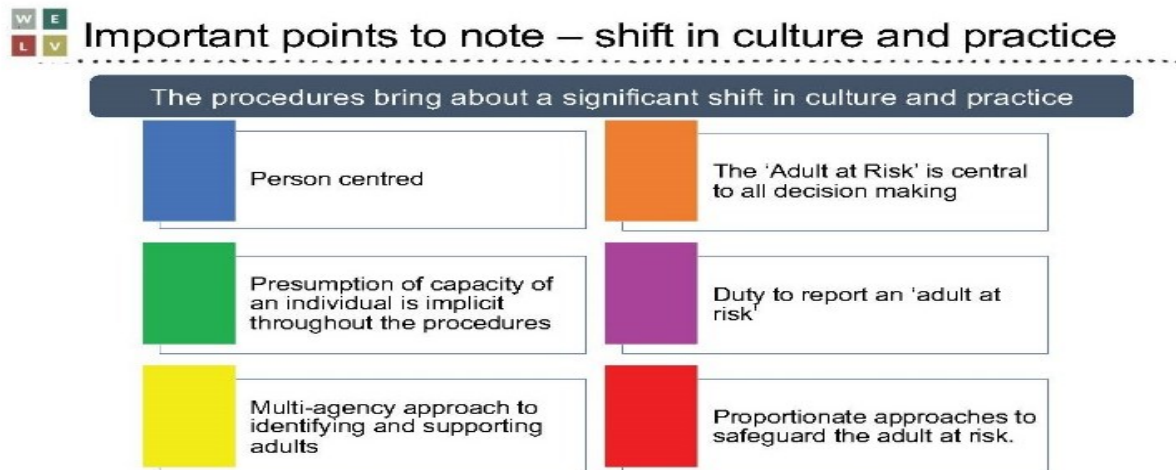 W E
L V
Important points to note – shift in culture and practice
The procedures bring about a significant shift in culture and practice
Person centred
The ‘Adult at Risk’ is central
to all decision making
Presumption of capacity of
an individual is implicit
throughout the procedures
Duty to report an ‘adult at
risk’
Multi-agency approach to
identifying and supporting
adults
Proportionate approaches to
safeguard the adult at risk.